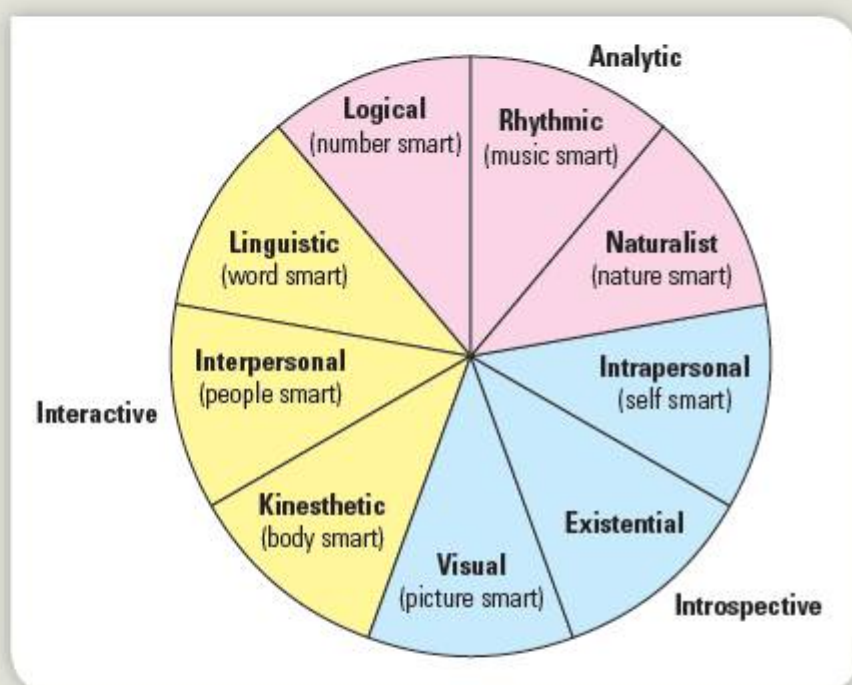 Analytic
Logical
(number smart)
Rhythmic
(music smart)
Naturalist
(nature smart)
Linguistic
(word smart)
Interpersonal
(people smart)
Intrapersonal
(self smart)
Interactive
Kinesthetic
(body smart)
Visual
(picture smart)
Existential
Introspective